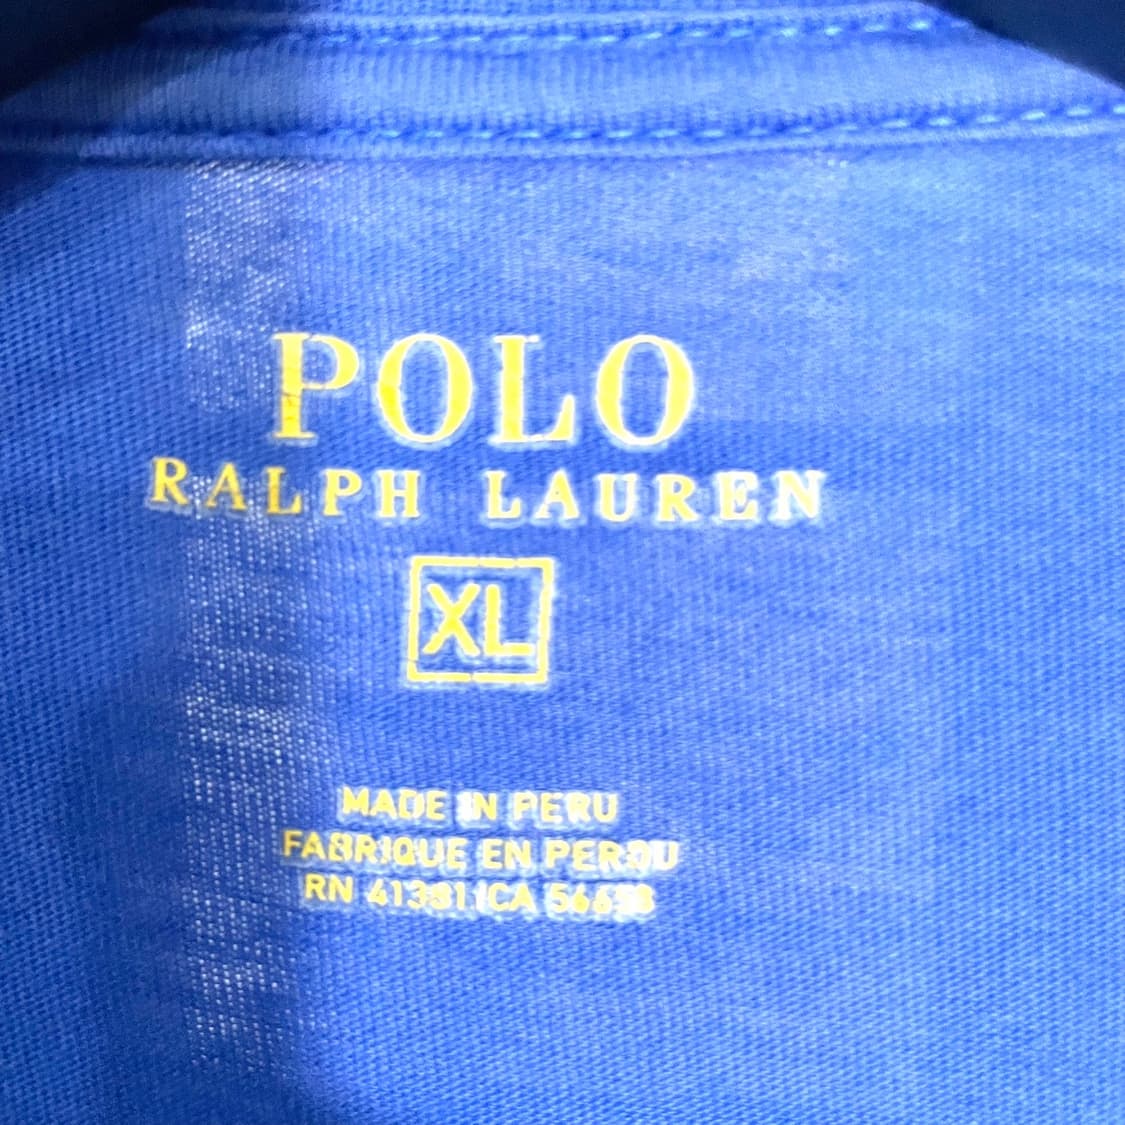 POLO
RALPH LAUREN
XL
MADE IN PERU
FABRIQUE EN PEROU
RN 41381 /CA